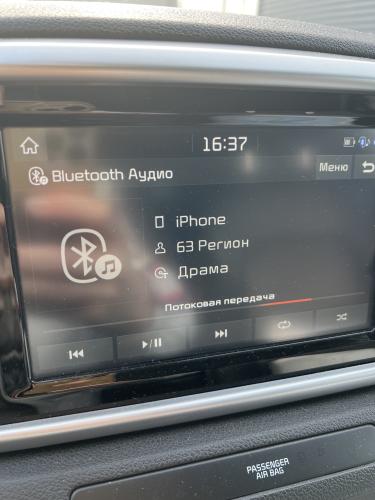 16:37
Bluetooth Аудио
Меню
iPhone
63 Регион
Драма
Потоковая передача
PASSENGER
AIR BAG